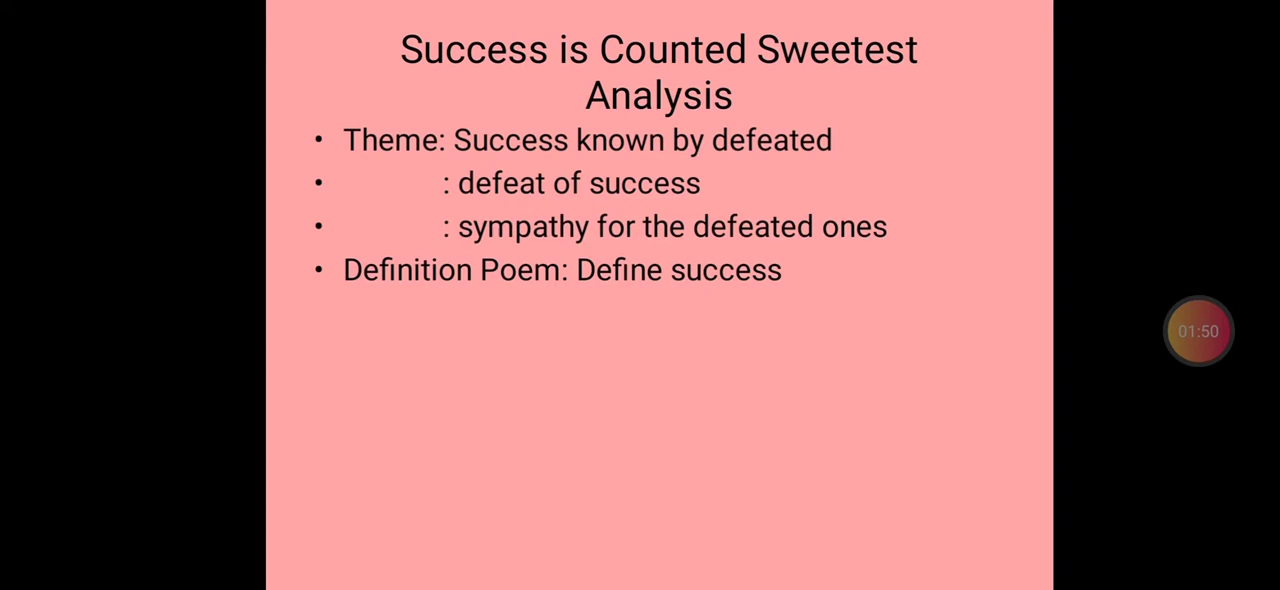 Success is Counted Sweetest
Analysis
• Theme: Success known by defeated
• : defeat of success
• : sympathy for the defeated ones
• Definition Poem: Define success
01:50